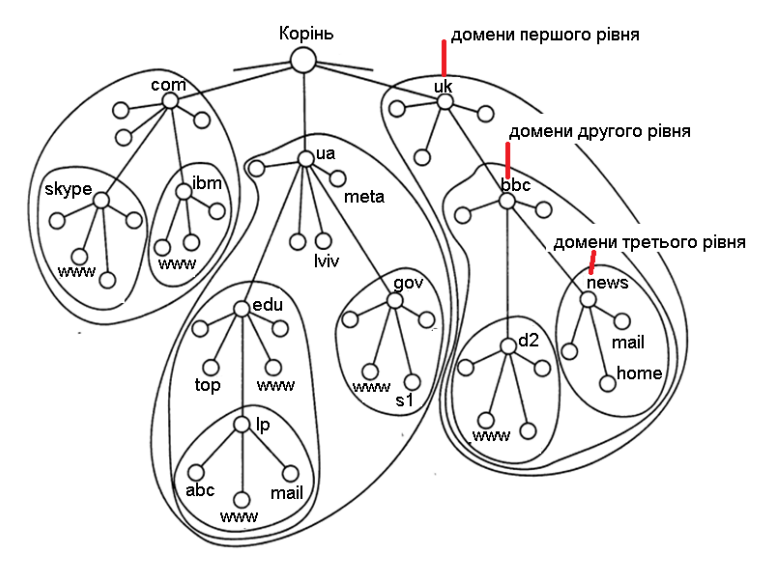 Корінь
домени першого рівня
com
uk
домени другого рівня
ua
skype
ibm
bbc
meta
домени третього рівня
www
www
lviv
gov
news
edu
d2
mail
top
www
www
home
s1
lp
www
abc
mail
www